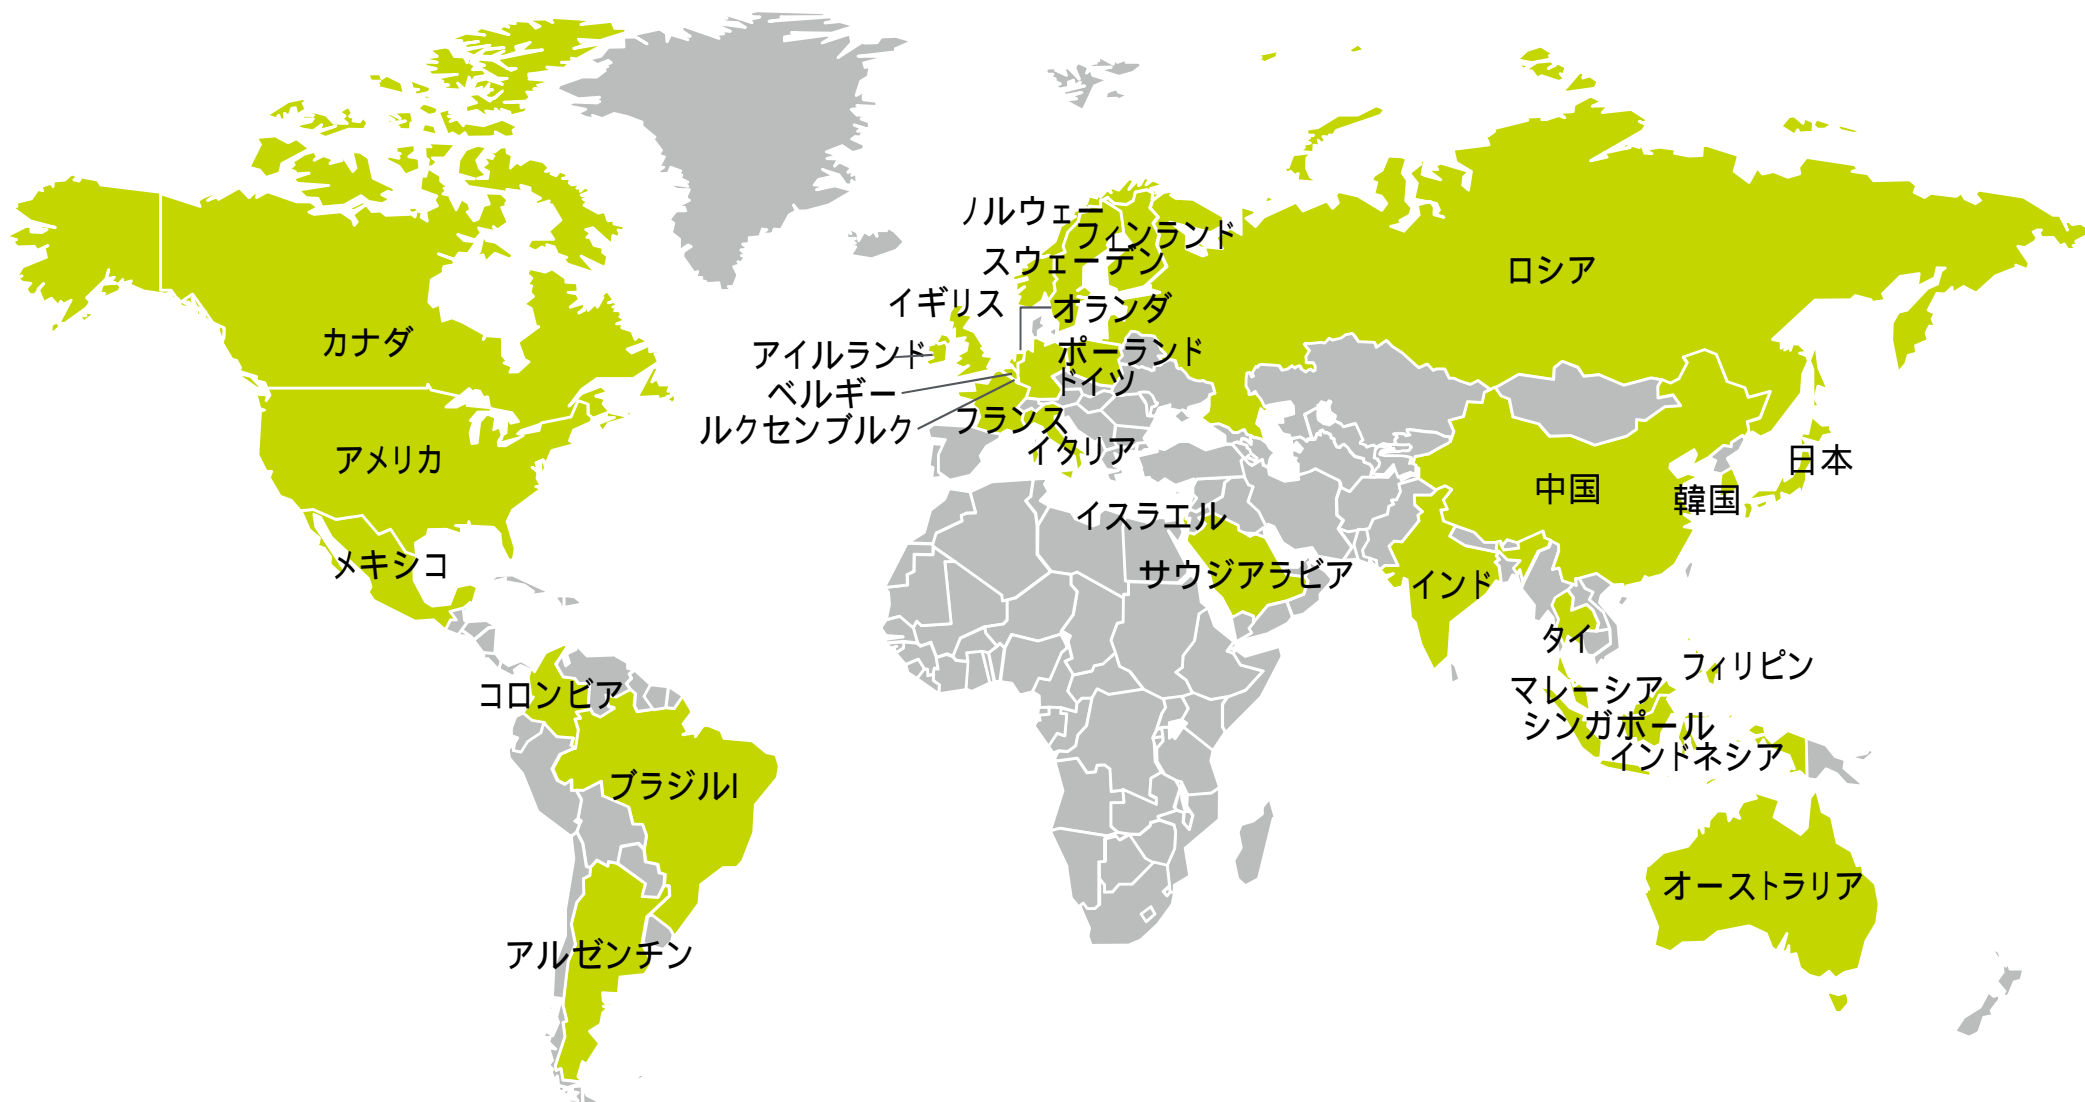 ノルウェー
フィンランド
スウェーデン
ロシア
イギリス
オランダ
カナダ
アイルランド
ポーランド
ドイツ
ベルギー
フランス
ルクセンブルク
イタリア
アメリカ
日本
中国
韓国
イスラエル
メキシコ
サウジアラビア
インド
タイ
フィリピン
コロンビア
マレーシア
シンガポール
インドネシア
ブラジルl
オーストラリア
アルゼンチン